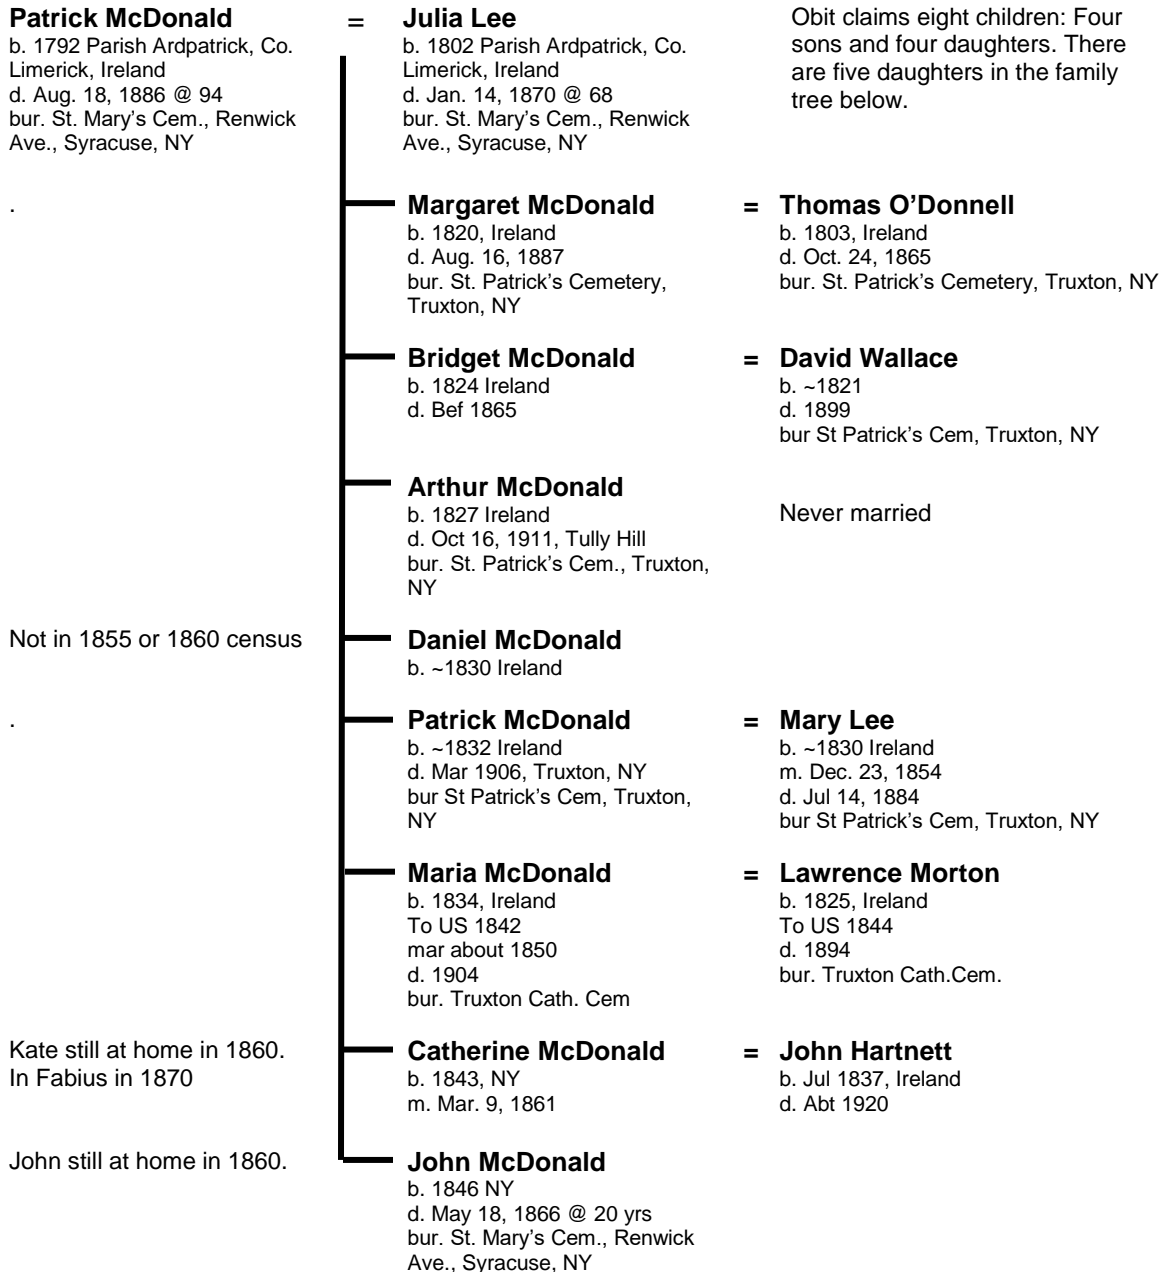 Patrick McDonald = Julia Lee
b. 1792 Parish Ardpatrick, Co.
Limerick, Ireland
d. Aug. 18, 1886 @ 94
bur. St. Mary’s Cem., Renwick
Ave., Syracuse, NY
b. 1802 Parish Ardpatrick, Co.
Limerick, Ireland
d. Jan. 14, 1870 @ 68
bur. St. Mary’s Cem., Renwick
Ave., Syracuse, NY
Obit claims eight children: Four
sons and four daughters. There
are five daughters in the family
tree below.
.
Margaret McDonald = Thomas O’Donnell
b. 1820, Ireland
d. Aug. 16, 1887
bur. St. Patrick’s Cemetery,
Truxton, NY
b. 1803, Ireland
d. Oct. 24, 1865
bur. St. Patrick’s Cemetery, Truxton, NY
Bridget McDonald = David Wallace
b. 1824 Ireland
d. Bef 1865
b. ~1821
d. 1899
bur St Patrick’s Cem, Truxton, NY
Arthur McDonald
b. 1827 Ireland
d. Oct 16, 1911, Tully Hill
bur. St. Patrick’s Cem., Truxton,
NY
Never married
Not in 1855 or 1860 census
Daniel McDonald
b. ~1830 Ireland
.
Patrick McDonald = Mary Lee
b. ~1832 Ireland
d. Mar 1906, Truxton, NY
bur St Patrick’s Cem, Truxton,
NY
b. ~1830 Ireland
m. Dec. 23, 1854
d. Jul 14, 1884
bur St Patrick’s Cem, Truxton, NY
Maria McDonald = Lawrence Morton
b. 1834, Ireland
To US 1842
mar about 1850
d. 1904
bur. Truxton Cath. Cem
b. 1825, Ireland
To US 1844
d. 1894
bur. Truxton Cath.Cem.
Kate still at home in 1860.
In Fabius in 1870
Catherine McDonald = John Hartnett
b. 1843, NY
m. Mar. 9, 1861
b. Jul 1837, Ireland
d. Abt 1920
John still at home in 1860.
John McDonald
b. 1846 NY
d. May 18, 1866 @ 20 yrs
bur. St. Mary’s Cem., Renwick
Ave., Syracuse, NY